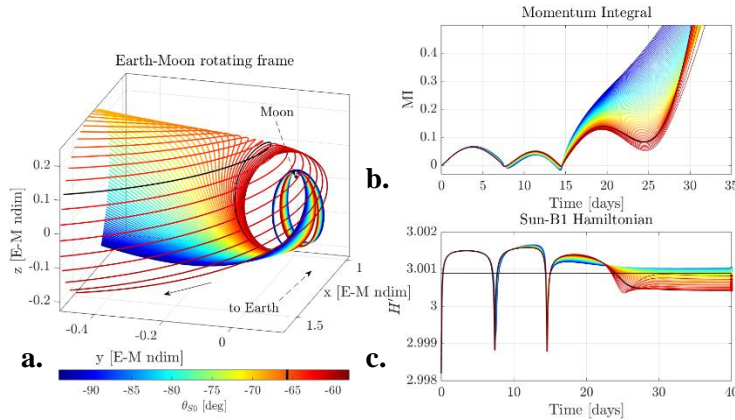 Earth-Moon rotating frame
Moon
z [E-M ndim]
0.2
0.1
0
-0.1
-0.2
-0.4
-0.2
0
1
1.5
x [E-M ndim]
to Earth
y [E-M ndim]
a.
-90
-85
-80
-75
-70
-65
-60
θS0 [deg]
Momentum Integral
MI
0.4
0.3
0.2
0.1
0
0
5
10
15
20
25
30
35
Time [days]
b.
Sun-B1 Hamiltonian
H'
3.002
3.001
3
2.999
2.998
0
10
20
30
40
Time [days]
c.